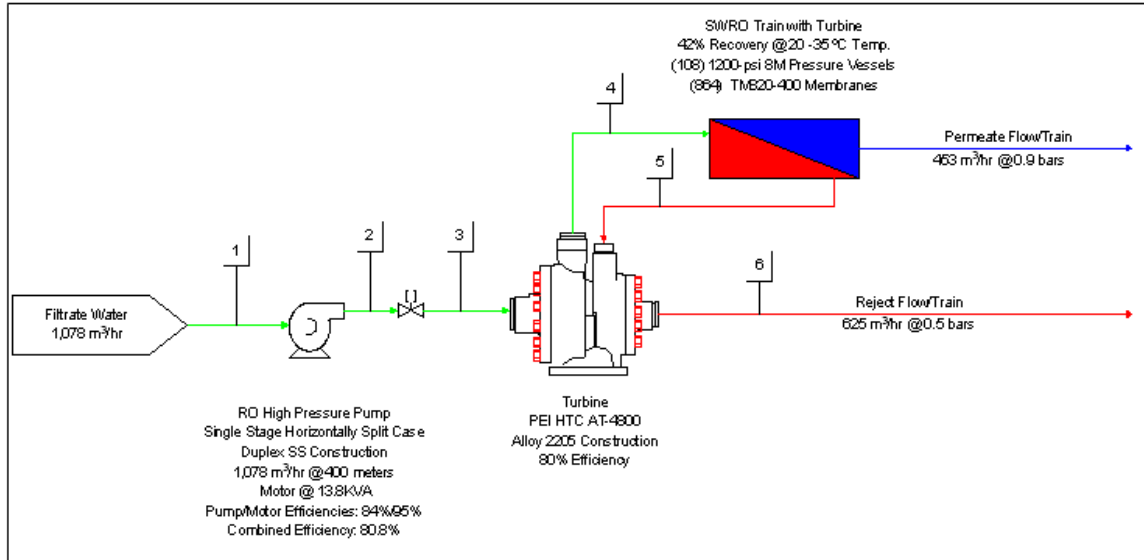 SWRO Train with Turbine
42% Recovery @20 -35ºC Temp.
(108) 1200-psi 8M Pressure Vessels
(864) TM820-400 Membranes
4
Permeate Flow/Train
453 m³/hr @0.9 bars
5
1
2
3
6
[ ]
Filtrate Water
1,078 m³/hr
Reject Flow/Train
625 m³/hr @0.5 bars
RO High Pressure Pump
Single Stage Horizontally Split Case
Duplex SS Construction
1,078 m³/hr @400 meters
Motor @ 13.8KVA
Pump/Motor Efficiencies: 84%/95%
Combined Efficiency: 80.8%
Turbine
PEI HTC AT-4800
Alloy 2205 Construction
80% Efficiency